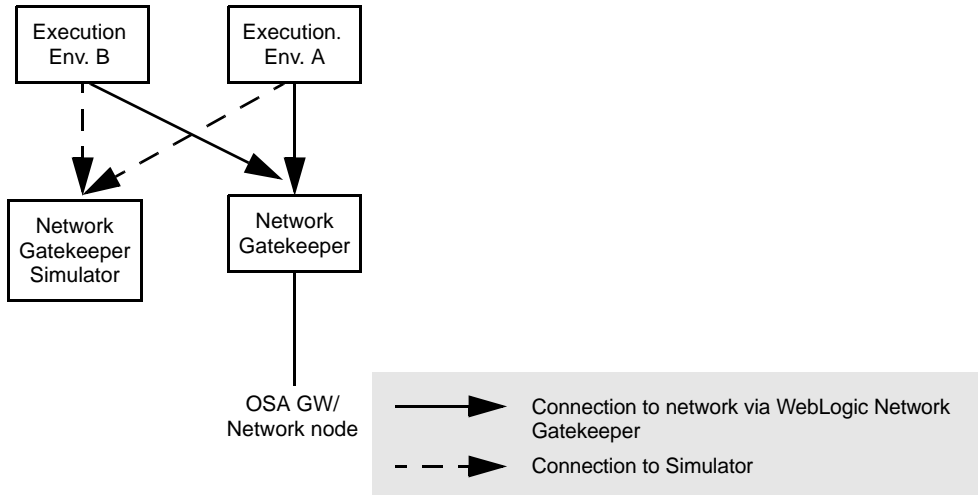 Execution
Env. B
Execution.
Env. A
Network
Gatekeeper
Simulator
Network
Gatekeeper
OSA GW/
Network node
Connection to network via WebLogic Network
Gatekeeper
Connection to Simulator